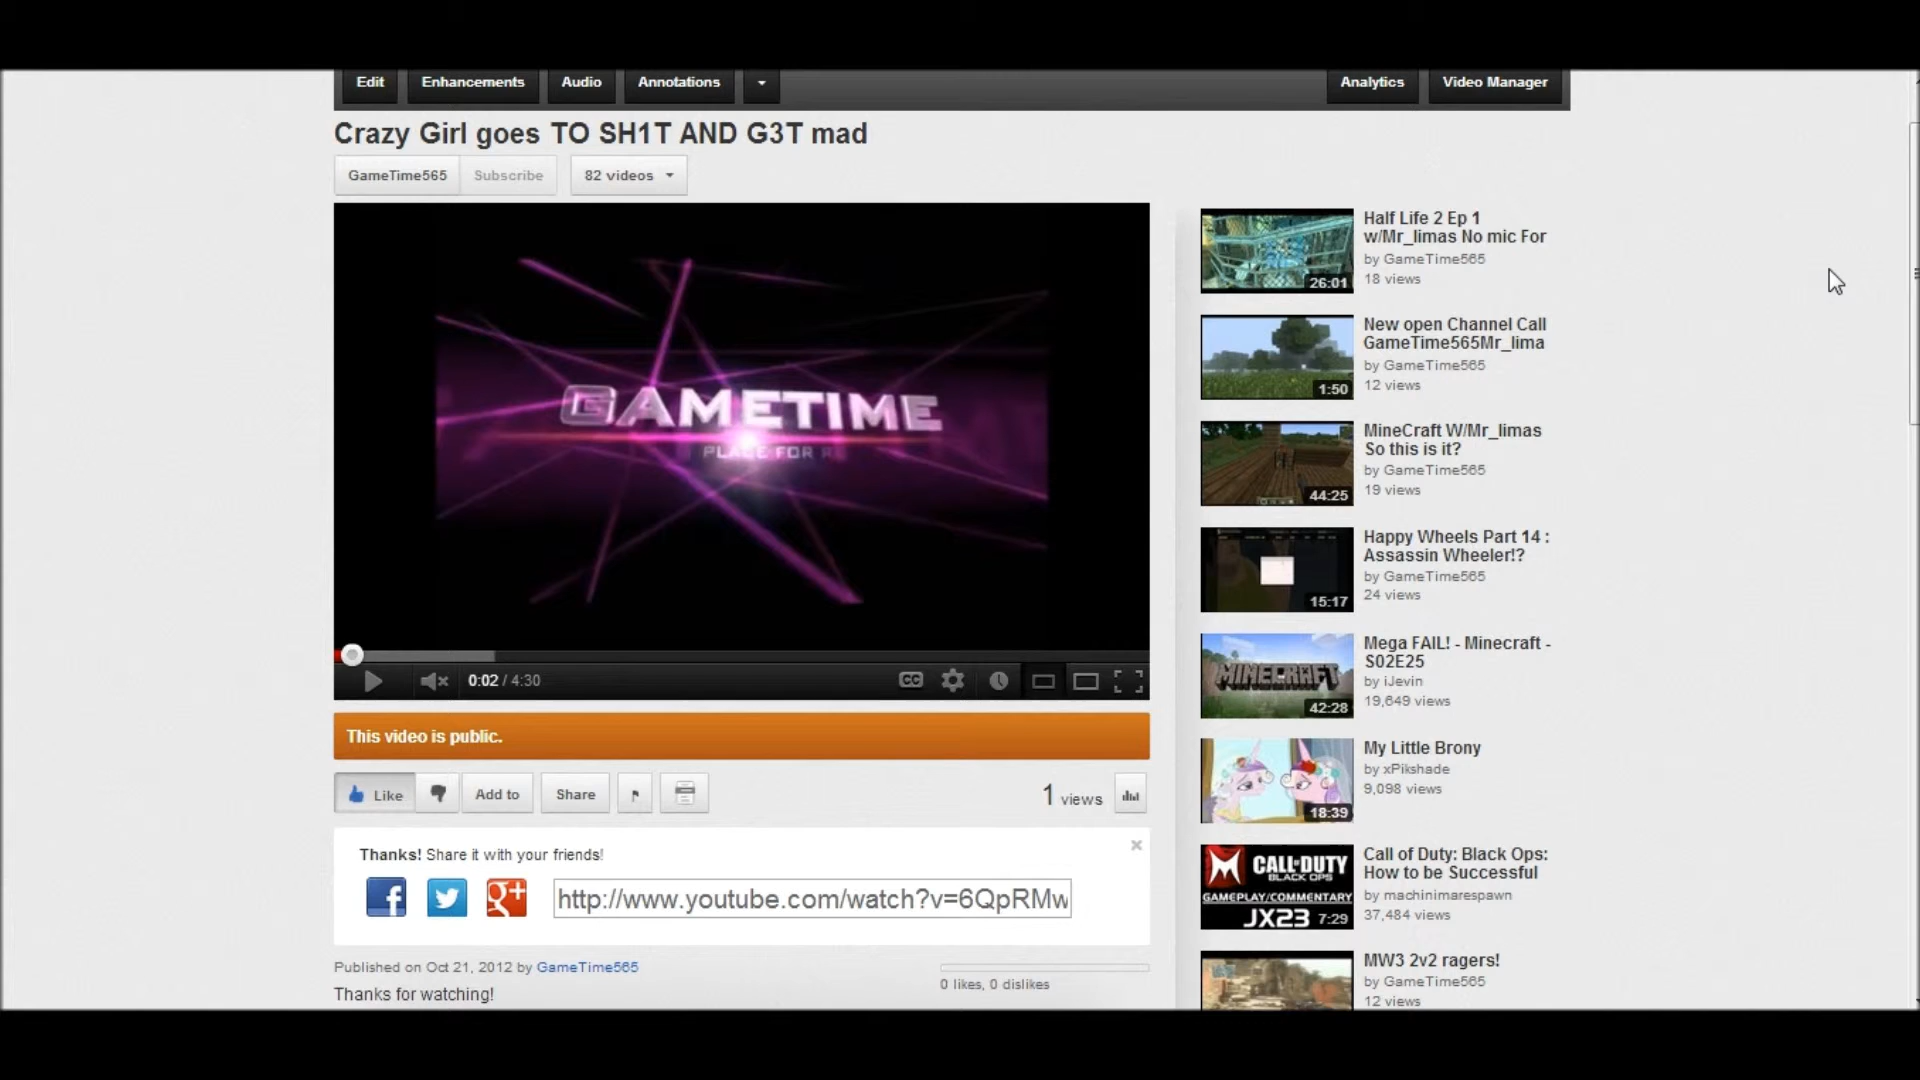 Edit Enhancements Audio Annotations Analytics Video Manager
Crazy Girl goes TO SH1T AND G3T mad
GameTime565 Subscribe 82 videos
GAMETIME
PLACE FOR
0:02 / 4:30
CC
This video is public.
Like Add to Share
1 views
Thanks! Share it with your friends!
http://www.youtube.com/watch?v=6QpRMw
Published on Oct 21, 2012 by GameTime565
0 likes, 0 dislikes
Thanks for watching!
Half Life 2 Ep 1
w/Mr_limas No mic For
by GameTime565
18 views
26:01
New open Channel Call
GameTime565Mr_lima
by GameTime565
12 views
1:50
MineCraft W/Mr_limas
So this is it?
by GameTime565
19 views
44:25
Happy Wheels Part 14 :
Assassin Wheeler!?
by GameTime565
24 views
15:17
Mega FAIL! - Minecraft -
S02E25
by iJevin
19,649 views
MINECRAFT
42:28
My Little Brony
by xPikshade
9,098 views
18:39
Call of Duty: Black Ops:
How to be Successful
by machinimarespawn
37,484 views
CALL OF DUTY
BLACK OPS
GAMEPLAY/COMMENTARY
JX23 7:29
MW3 2v2 ragers!
by GameTime565
12 views